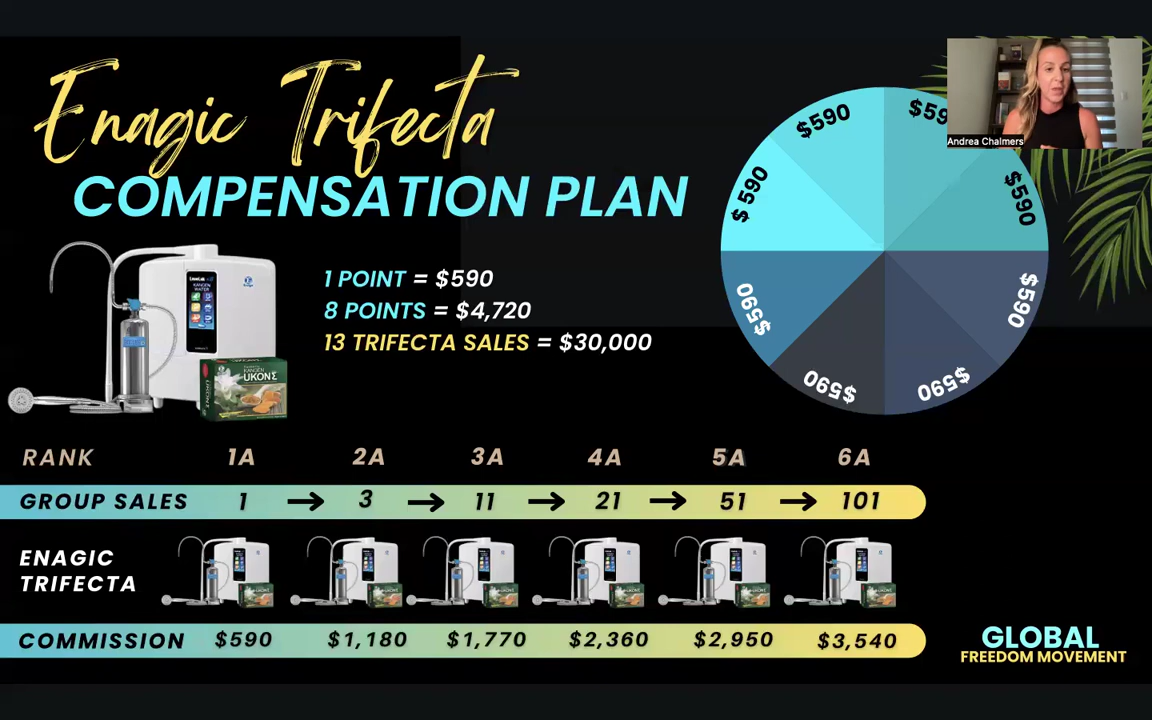 Enagic Trifecta
COMPENSATION PLAN
Andrea Chalmers
1 POINT = $590
8 POINTS = $4,720
13 TRIFECTA SALES = $30,000
$ 590
$590
$590
$590
$590
$590
$590
KANGEN
WATER
KANGEN
UKONΣ
RANK 1A 2A 3A 4A 5A 6A
GROUP SALES 1 → 3 → 11 → 21 → 51 → 101
ENAGIC
TRIFECTA
COMMISSION $590 $1,180 $1,770 $2,360 $2,950 $3,540
GLOBAL
FREEDOM MOVEMENT